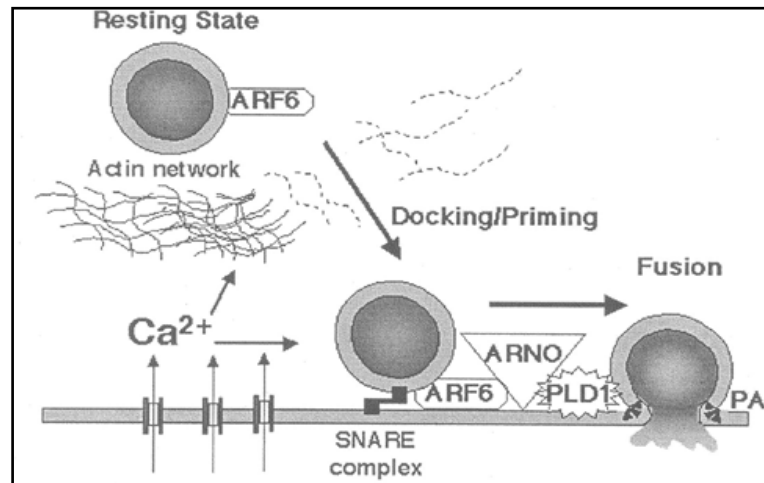 Resting State
ARF6
Actin network
Docking/Priming
Fusion
Ca²⁺
ARNO
ARF6
PLD1
PA
SNARE
complex